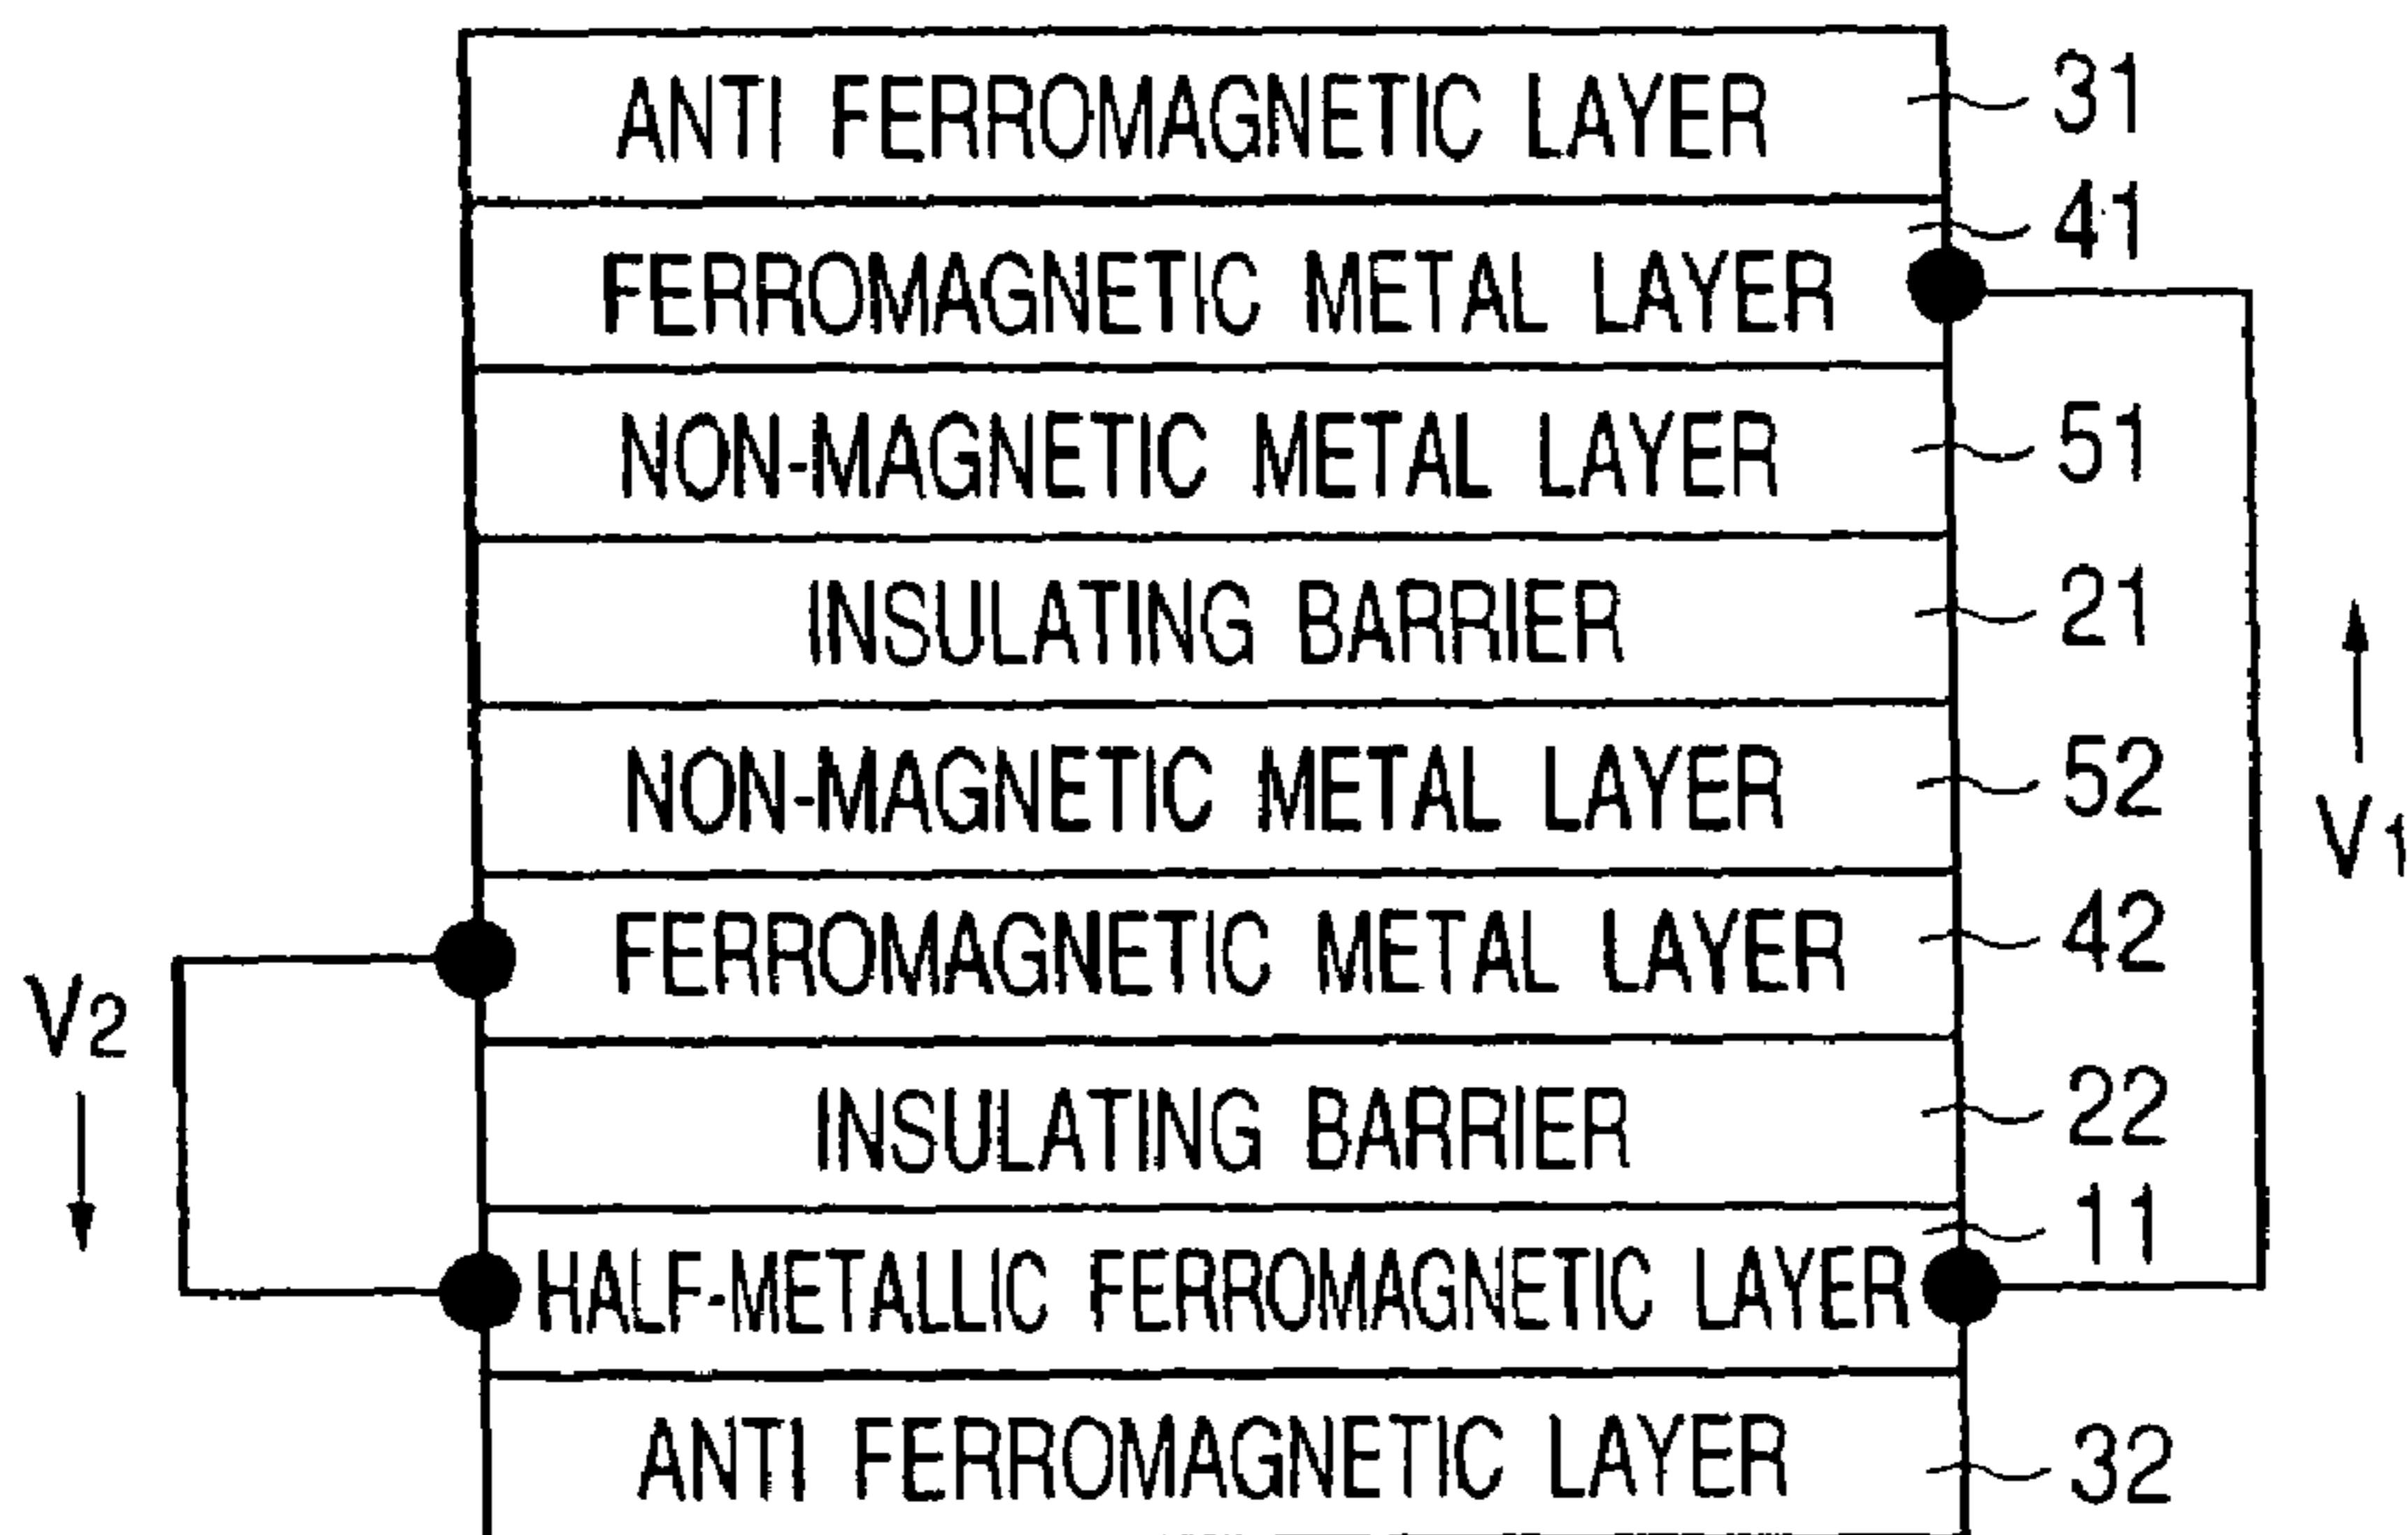 ANTI FERROMAGNETIC LAYER 31
41
FERROMAGNETIC METAL LAYER
NON-MAGNETIC METAL LAYER 51
INSULATING BARRIER 21
NON-MAGNETIC METAL LAYER 52
V1
FERROMAGNETIC METAL LAYER 42
V2
INSULATING BARRIER 22
11
HALF-METALLIC FERROMAGNETIC LAYER
ANTI FERROMAGNETIC LAYER 32